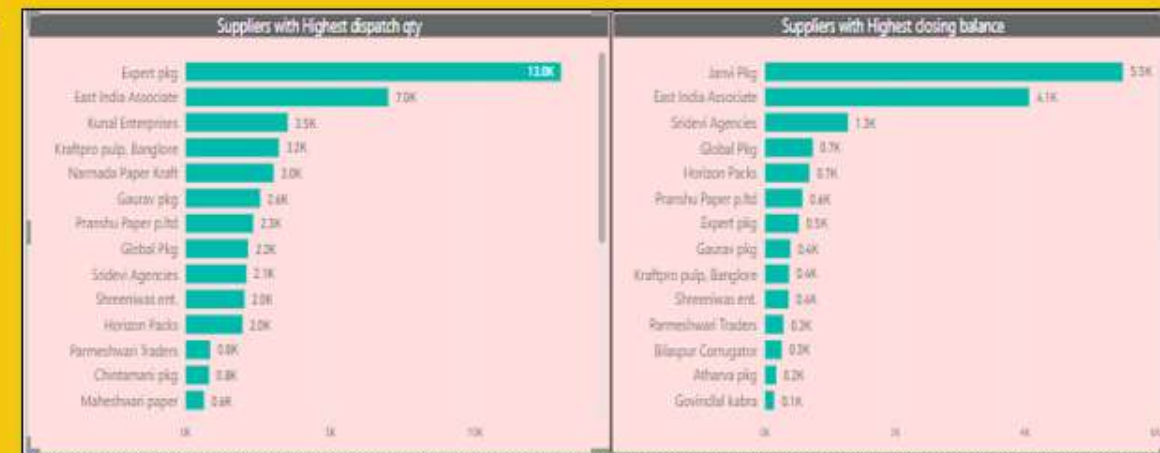 Suppliers with Highest dispatch qty
Expert pkg 13.0K
East India Associate 7.0K
Kunal Enterprises 3.5K
Kraftpro pulp, Banglore 3.2K
Narmada Paper Kraft 3.0K
Gaurav pkg 2.6K
Pranshu Paper p.ltd 2.3K
Global Pkg 2.2K
Sridevi Agencies 2.1K
Shreeniwas ent. 2.0K
Horizon Packs 2.0K
Parmeshwari Traders 0.8K
Chintamani pkg 0.8K
Maheshwari paper 0.6K
0K 5K 10K
Suppliers with Highest closing balance
Janvi Pkg 5.5K
East India Associate 4.1K
Sridevi Agencies 1.3K
Global Pkg 0.7K
Horizon Packs 0.7K
Pranshu Paper p.ltd 0.6K
Expert pkg 0.5K
Gaurav pkg 0.4K
Kraftpro pulp, Banglore 0.4K
Shreeniwas ent. 0.4K
Parmeshwari Traders 0.3K
Bilaspur Corrugator 0.3K
Atharva pkg 0.2K
Govindlal kabra 0.1K
0K 2K 4K